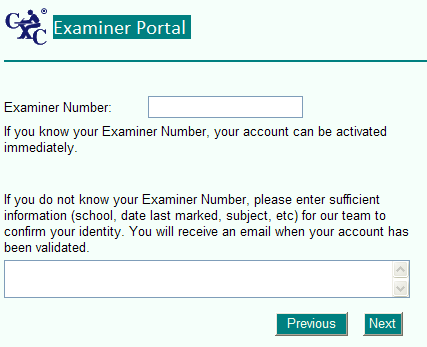 CXC® Examiner Portal
Examiner Number:
If you know your Examiner Number, your account can be activated
immediately.
If you do not know your Examiner Number, please enter sufficient
information (school, date last marked, subject, etc) for our team to
confirm your identity. You will receive an email when your account has
been validated.
Previous Next